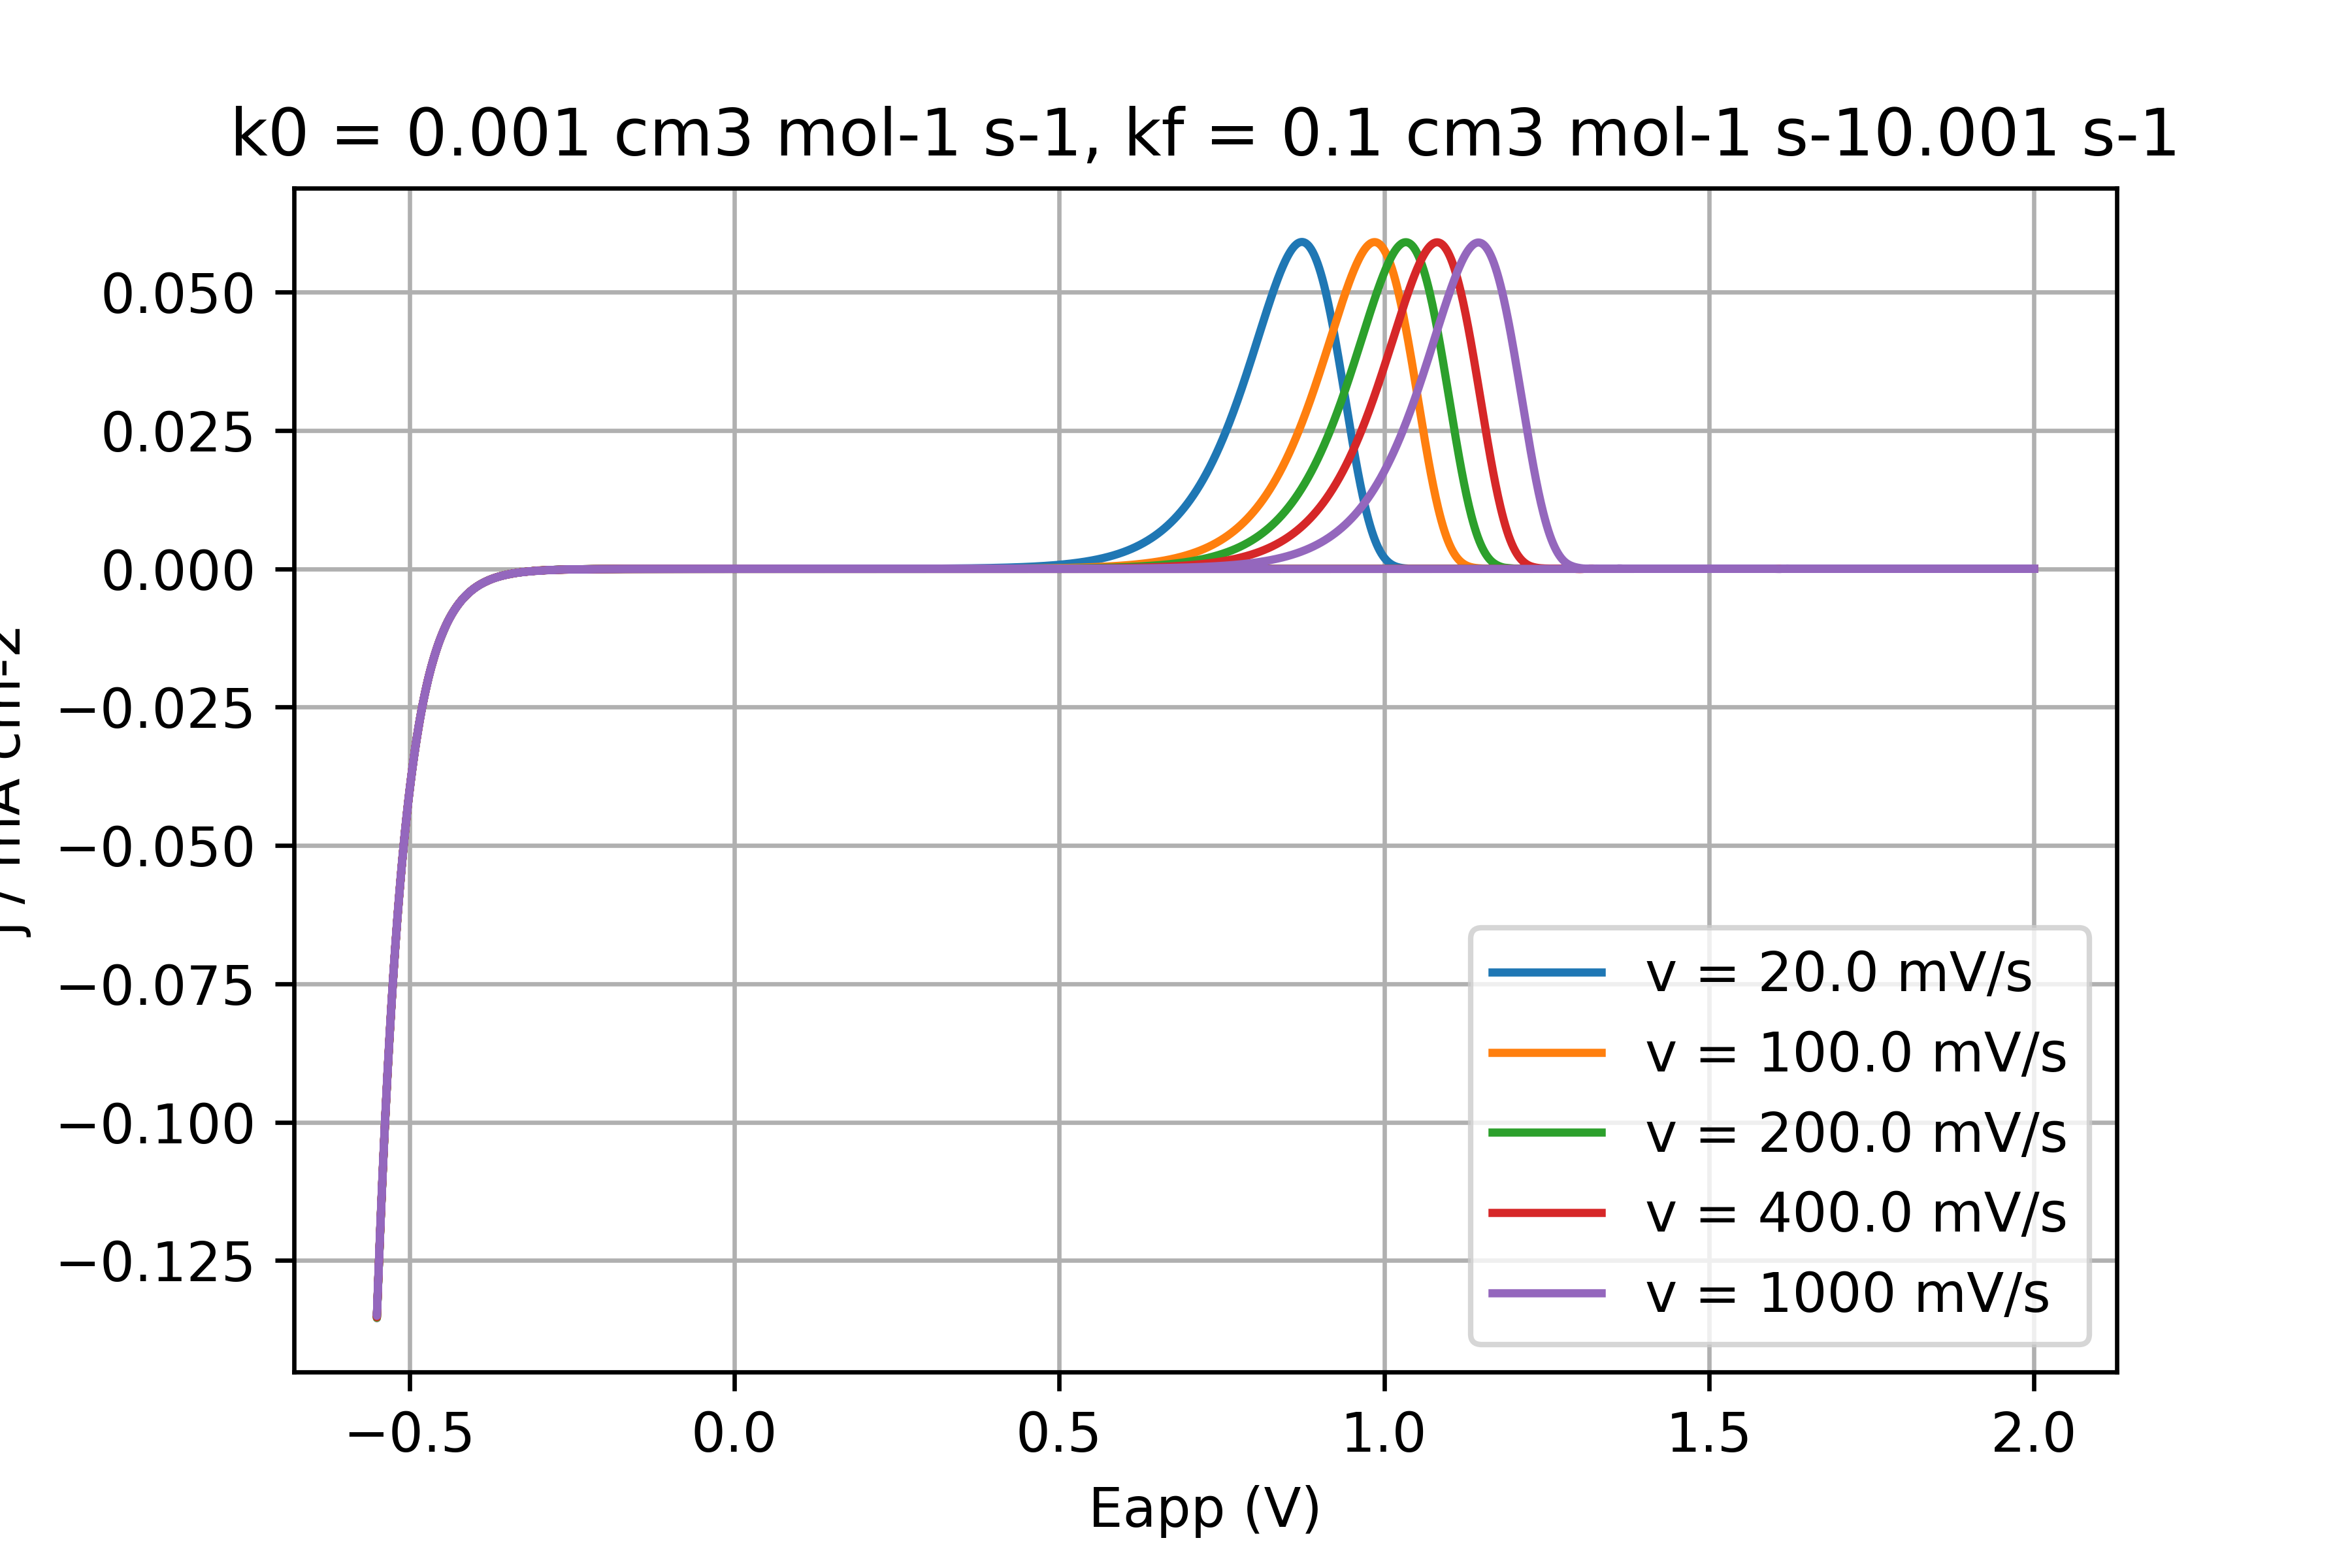 k0 = 0.001 cm3 mol-1 s-1, kf = 0.1 cm3 mol-1 s-10.001 s-1
0.050
0.025
0.000
−0.025
−0.050
−0.075
−0.100
−0.125
j / mA cm-2
v = 20.0 mV/s
v = 100.0 mV/s
v = 200.0 mV/s
v = 400.0 mV/s
v = 1000 mV/s
−0.5 0.0 0.5 1.0 1.5 2.0
Eapp (V)